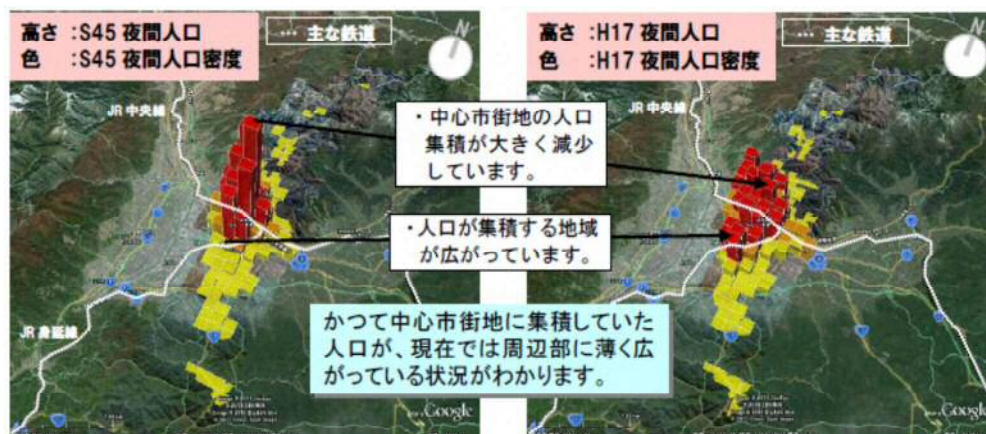 高さ :S45 夜間人口
色 :S45 夜間人口密度
主な鉄道
N
JR 中央線
JR 身延線
Google
・中心市街地の人口
集積が大きく減少
しています。
・人口が集積する地域
が広がっています。
かつて中心市街地に集積していた
人口が、現在では周辺部に薄く広
がっている状況がわかります。
高さ :H17 夜間人口
色 :H17 夜間人口密度
主な鉄道
N
JR 中央線
Google